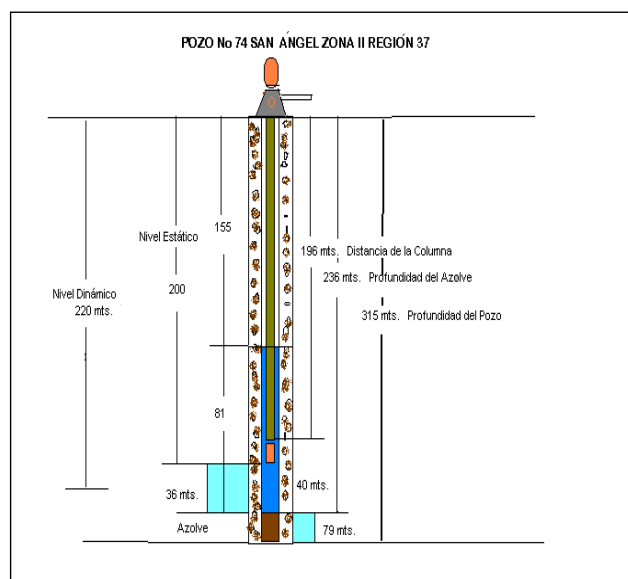 POZO No 74 SAN ÁNGEL ZONA II REGIÓN 37
155
Nivel Estático
196 mts. Distancia de la Columna
236 mts. Profundidad del Azolve
200
Nivel Dinámico
220 mts.
315 mts. Profundidad del Pozo
81
36 mts.
40 mts.
Azolve
79 mts.